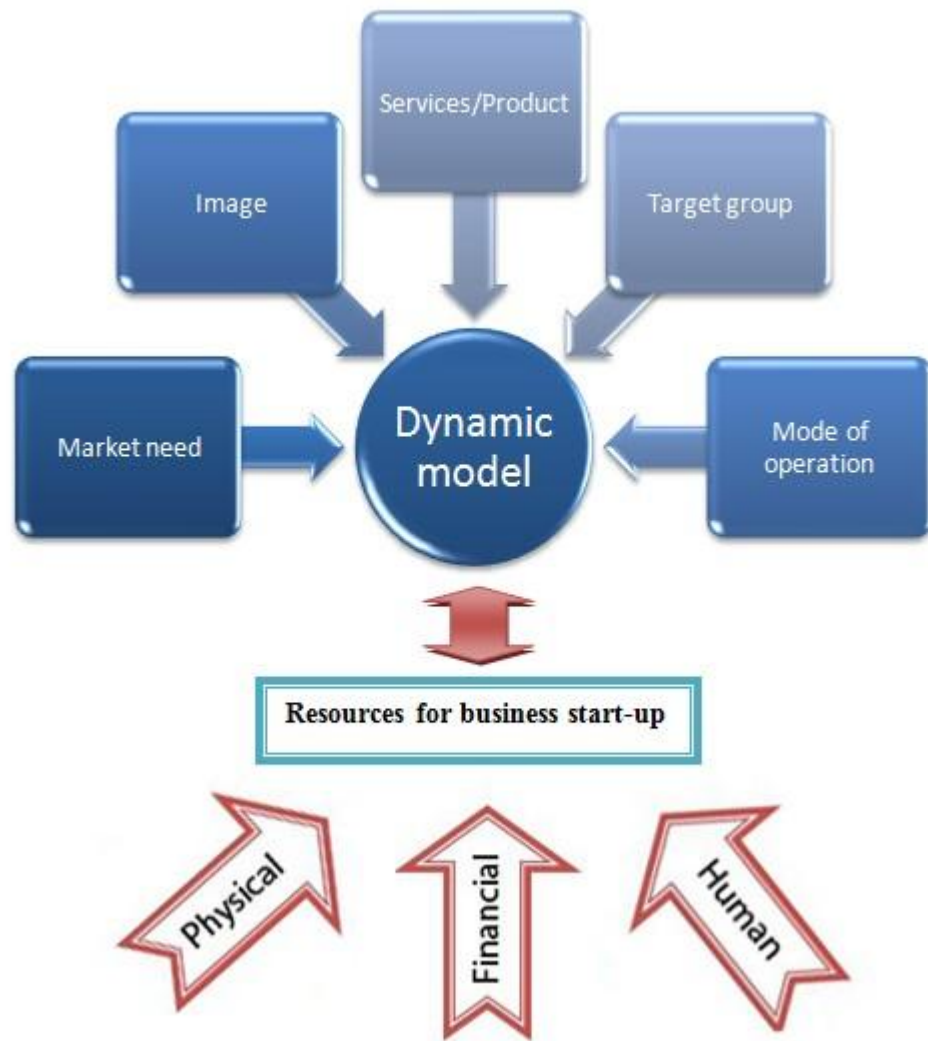 Services/Product
Image
Target group
Market need
Dynamic
model
Mode of
operation
Resources for business start-up
Physical
Financial
Human